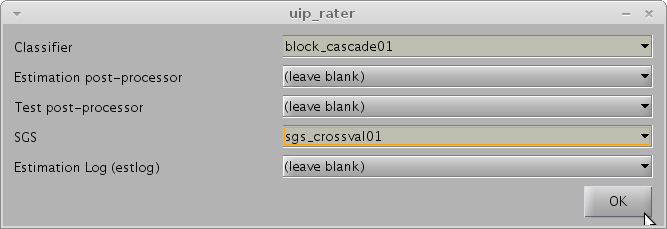 uip_rater
Classifier block_cascade01
Estimation post-processor (leave blank)
Test post-processor (leave blank)
SGS sgs_crossval01
Estimation Log (estlog) (leave blank)
OK